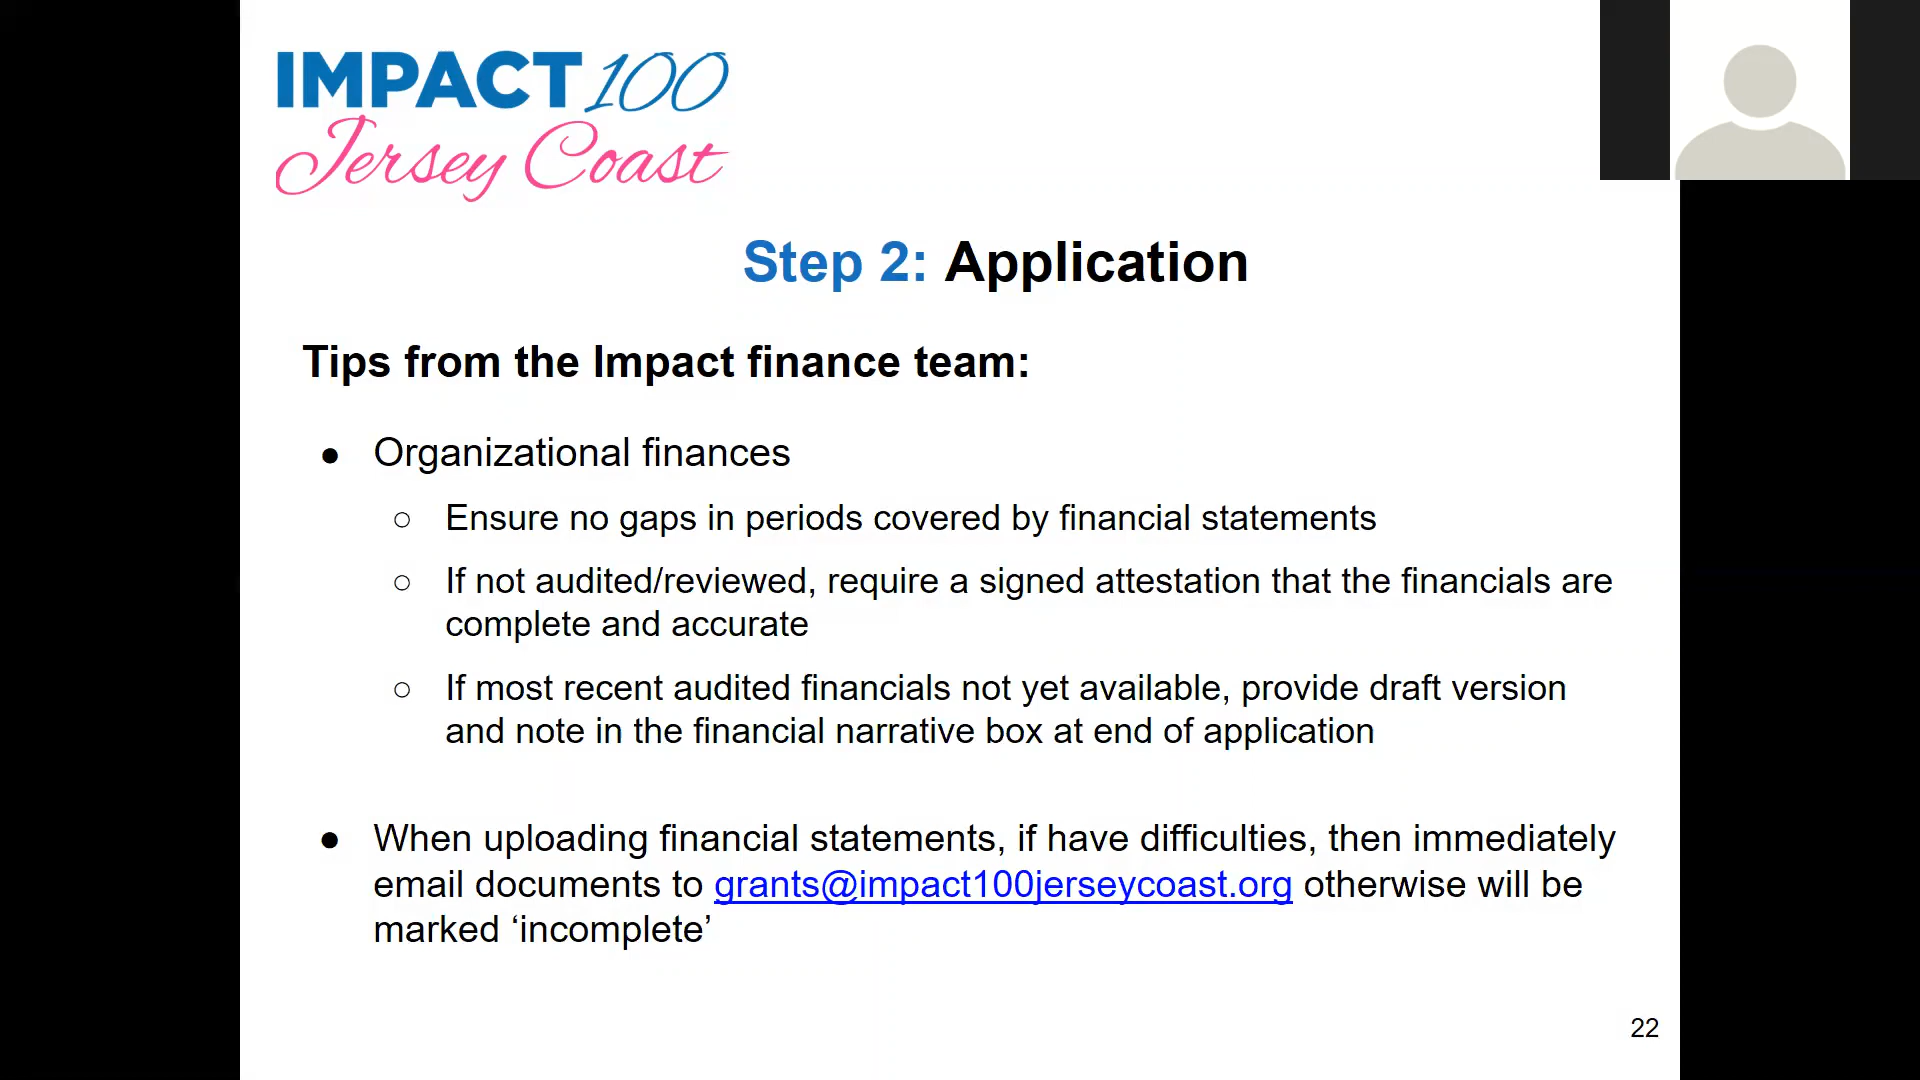 IMPACT 100
Jersey Coast
Step 2: Application
Tips from the Impact finance team:
● Organizational finances
○ Ensure no gaps in periods covered by financial statements
○ If not audited/reviewed, require a signed attestation that the financials are
complete and accurate
○ If most recent audited financials not yet available, provide draft version
and note in the financial narrative box at end of application
● When uploading financial statements, if have difficulties, then immediately
email documents to grants@impact100jerseycoast.org otherwise will be
marked ‘incomplete’
22